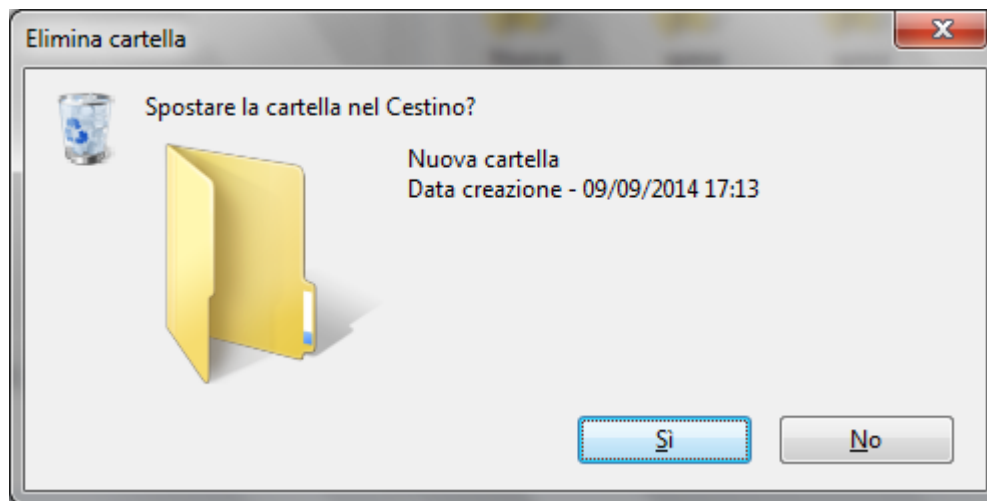 Elimina cartella
Spostare la cartella nel Cestino?
Nuova cartella
Data creazione - 09/09/2014 17:13
Sì
No